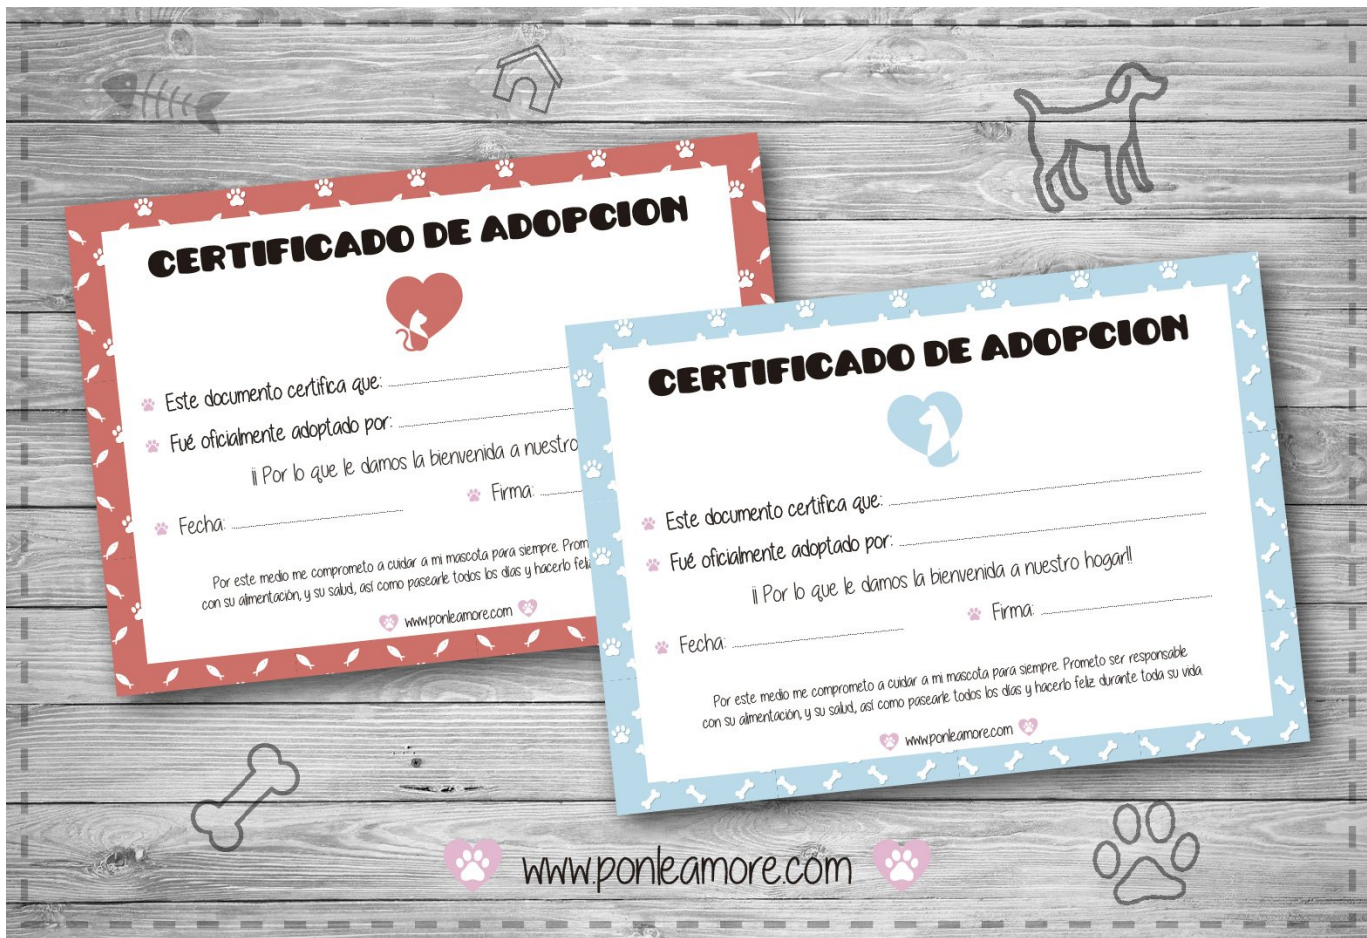 CERTIFICADO DE ADOPCION
Este documento certifica que:
Fué oficialmente adoptado por:
¡¡ Por lo que le damos la bienvenida a nuestro
Fecha:
Firma:
Por este medio me comprometo a cuidar a mi mascota para siempre. Prom
con su alimentación, y su salud, así como pasearle todos los días y hacerlo feliz
www.ponleamore.com
CERTIFICADO DE ADOPCION
Este documento certifica que:
Fué oficialmente adoptado por:
¡¡ Por lo que le damos la bienvenida a nuestro hogar!!
Fecha:
Firma:
Por este medio me comprometo a cuidar a mi mascota para siempre. Prometo ser responsable
con su alimentación, y su salud, así como pasearle todos los días y hacerlo feliz durante toda su vida.
www.ponleamore.com
www.ponleamore.com